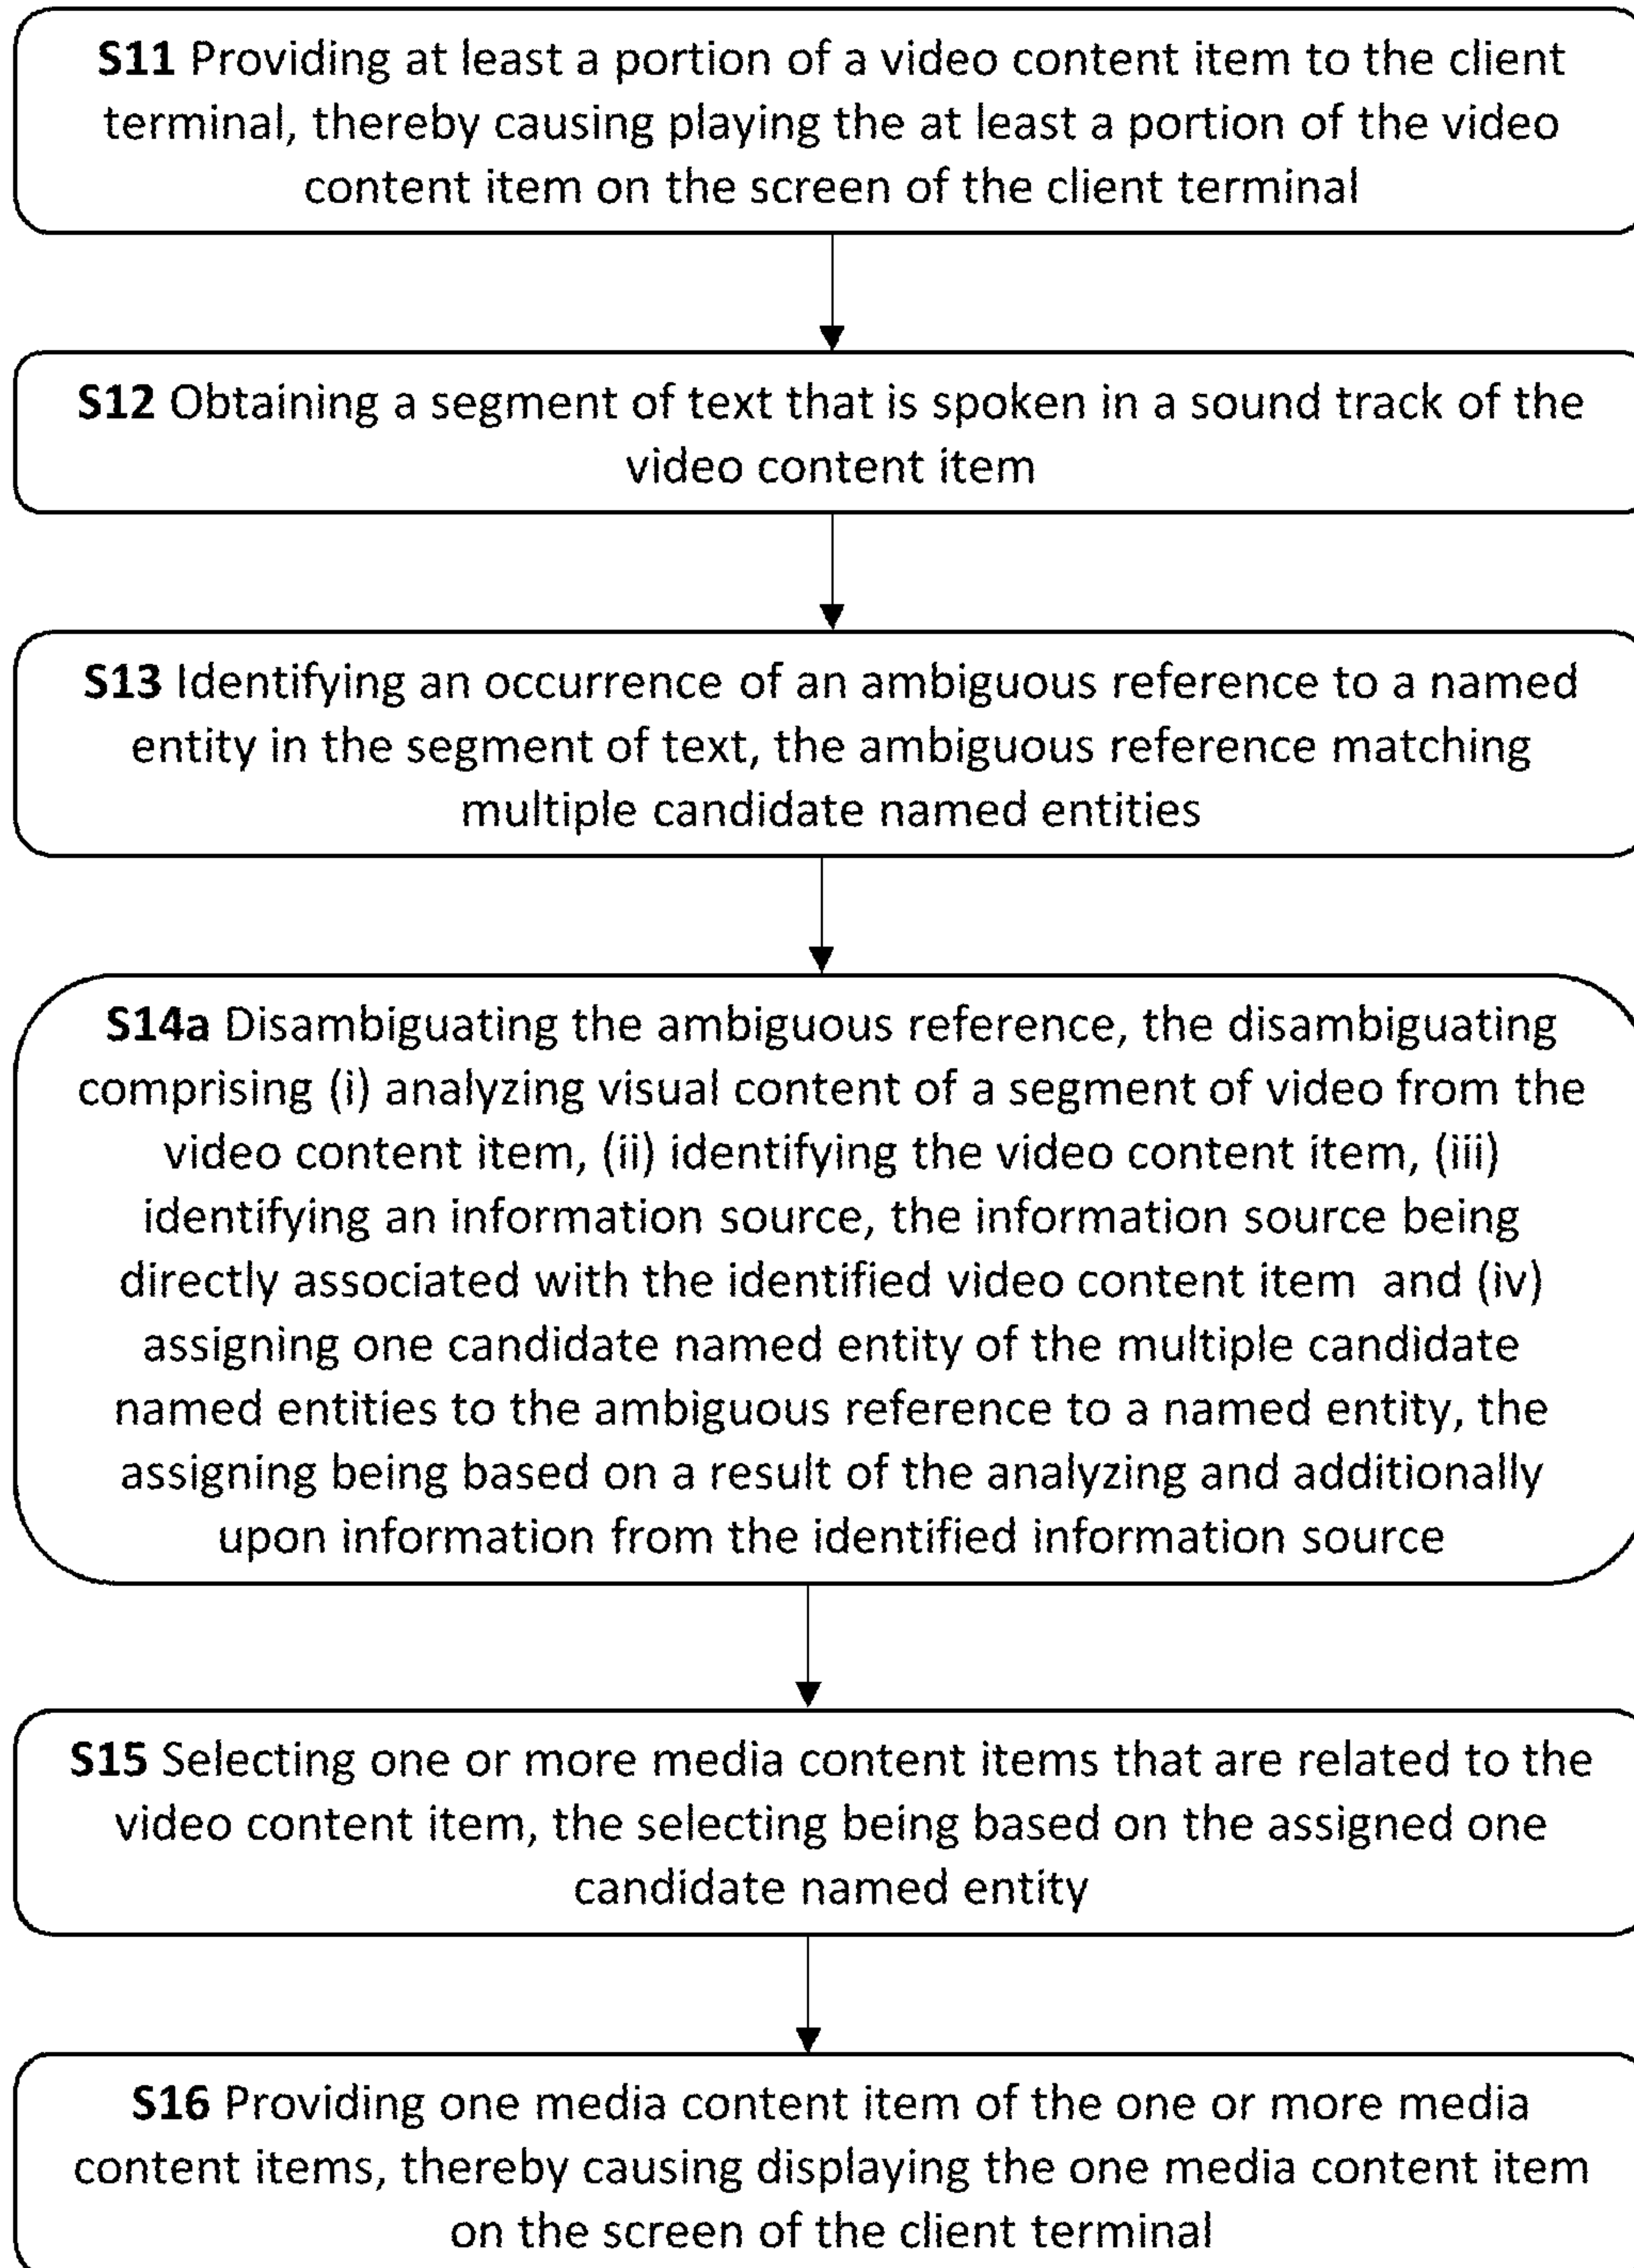 S11 Providing at least a portion of a video content item to the client
terminal, thereby causing playing the at least a portion of the video
content item on the screen of the client terminal
S12 Obtaining a segment of text that is spoken in a sound track of the
video content item
S13 Identifying an occurrence of an ambiguous reference to a named
entity in the segment of text, the ambiguous reference matching
multiple candidate named entities
S14a Disambiguating the ambiguous reference, the disambiguating
comprising (i) analyzing visual content of a segment of video from the
video content item, (ii) identifying the video content item, (iii)
identifying an information source, the information source being
directly associated with the identified video content item and (iv)
assigning one candidate named entity of the multiple candidate
named entities to the ambiguous reference to a named entity, the
assigning being based on a result of the analyzing and additionally
upon information from the identified information source
S15 Selecting one or more media content items that are related to the
video content item, the selecting being based on the assigned one
candidate named entity
S16 Providing one media content item of the one or more media
content items, thereby causing displaying the one media content item
on the screen of the client terminal